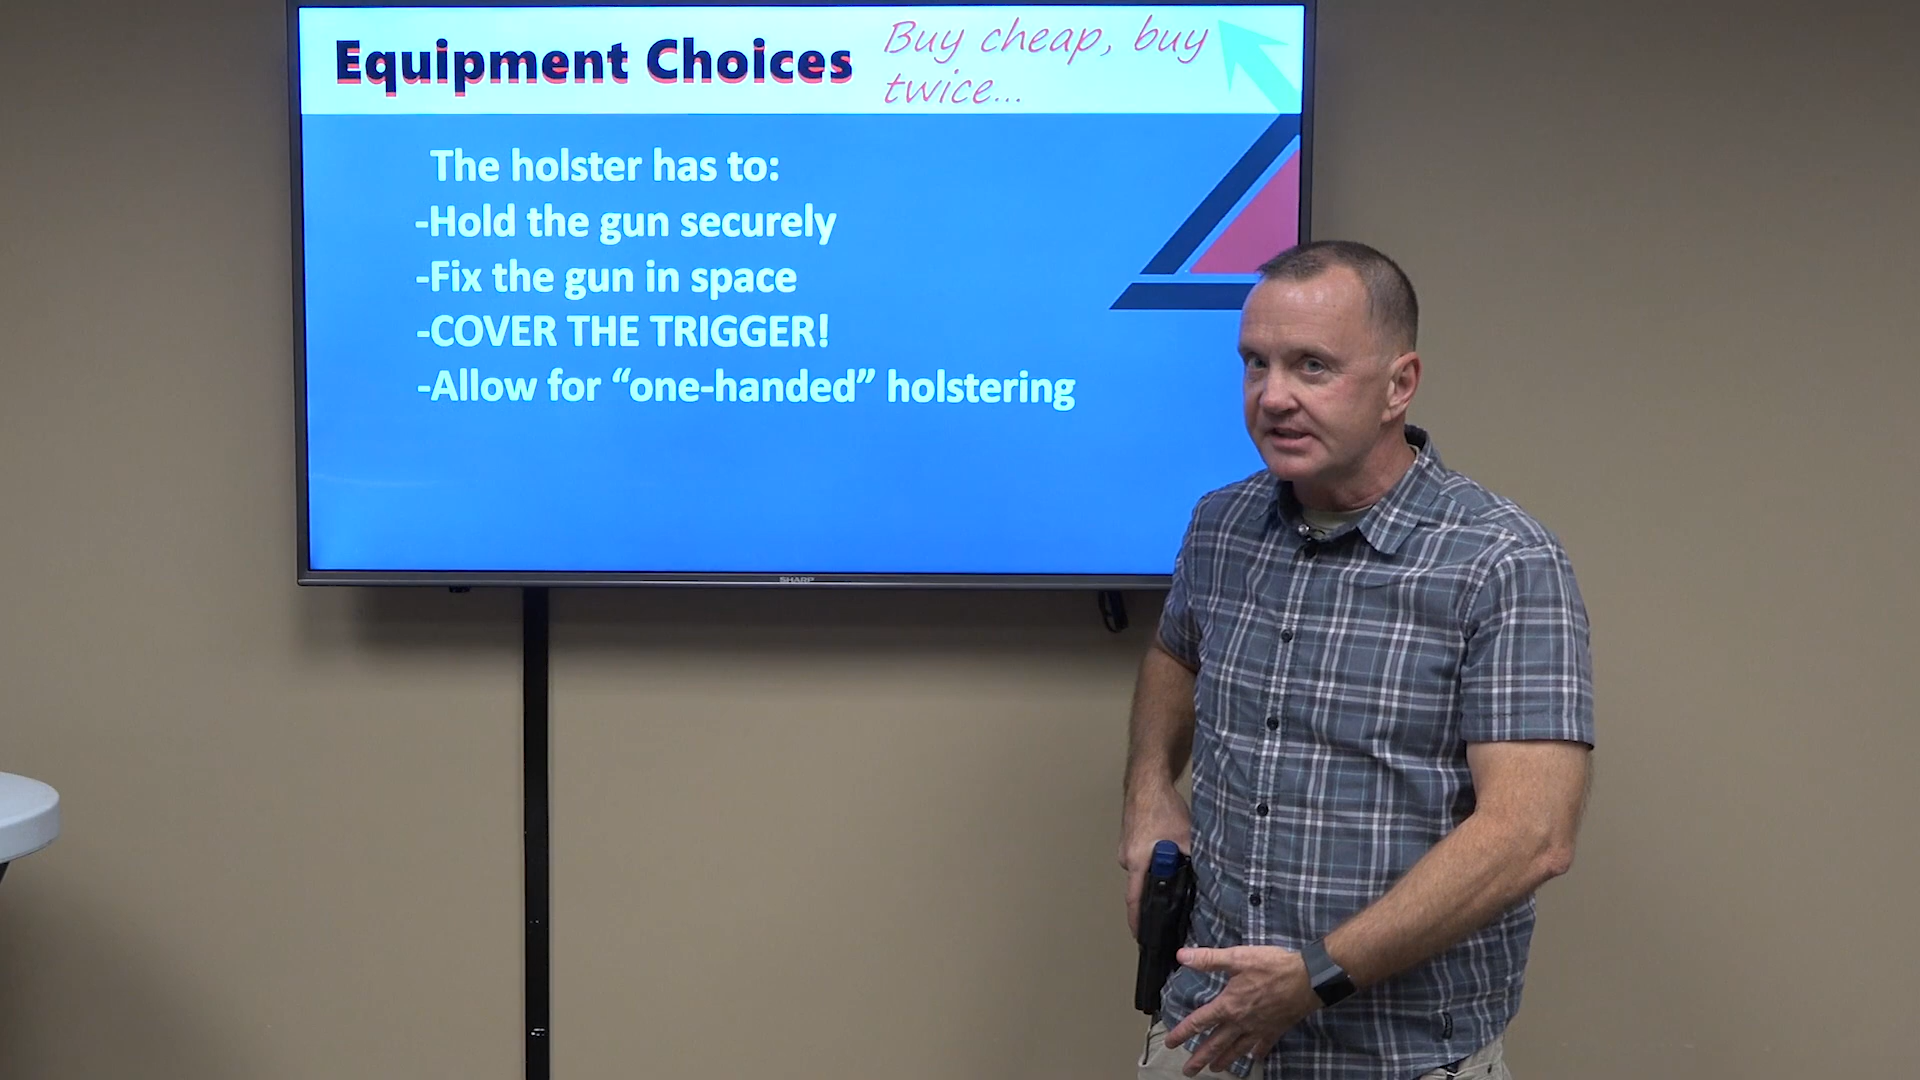 Equipment Choices
Buy cheap, buy
twice...
The holster has to:
-Hold the gun securely
-Fix the gun in space
-COVER THE TRIGGER!
-Allow for “one-handed” holstering
SHARP